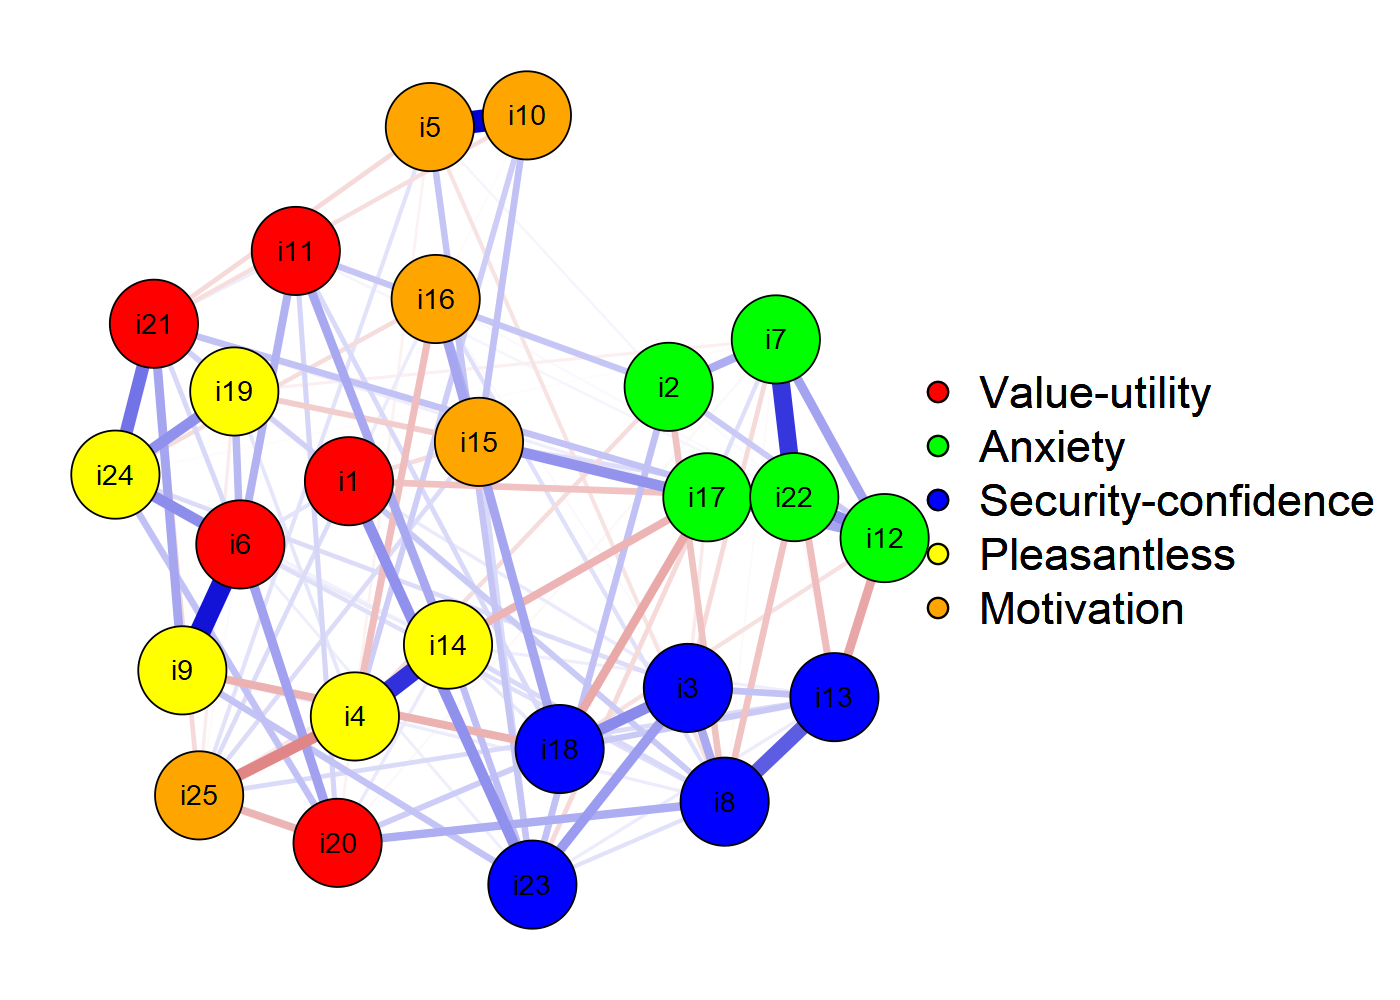 i5
i10
i11
i16
i21
i7
i2
i19
i15
i24
i1
i17
i22
i12
i6
i14
i9
i3
i13
i4
i18
i25
i8
i20
i23
Value-utility
Anxiety
Security-confidence
Pleasantless
Motivation